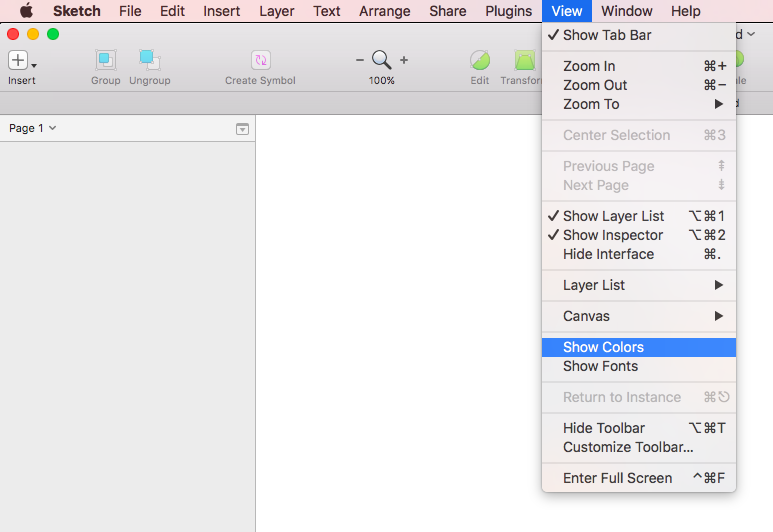 Sketch File Edit Insert Layer Text Arrange Share Plugins View Window Help
Insert
Group
Ungroup
Create Symbol
100%
Edit
Page 1
✓ Show Tab Bar
Zoom In ⌘+
Zoom Out ⌘−
Zoom To ▶
Center Selection ⌘3
Previous Page ⇞
Next Page ⇟
✓ Show Layer List ⌥⌘1
✓ Show Inspector ⌥⌘2
Hide Interface ⌘.
Layer List ▶
Canvas ▶
Show Colors
Show Fonts
Return to Instance ⌘⎋
Hide Toolbar ⌥⌘T
Customize Toolbar...
Enter Full Screen ^⌘F